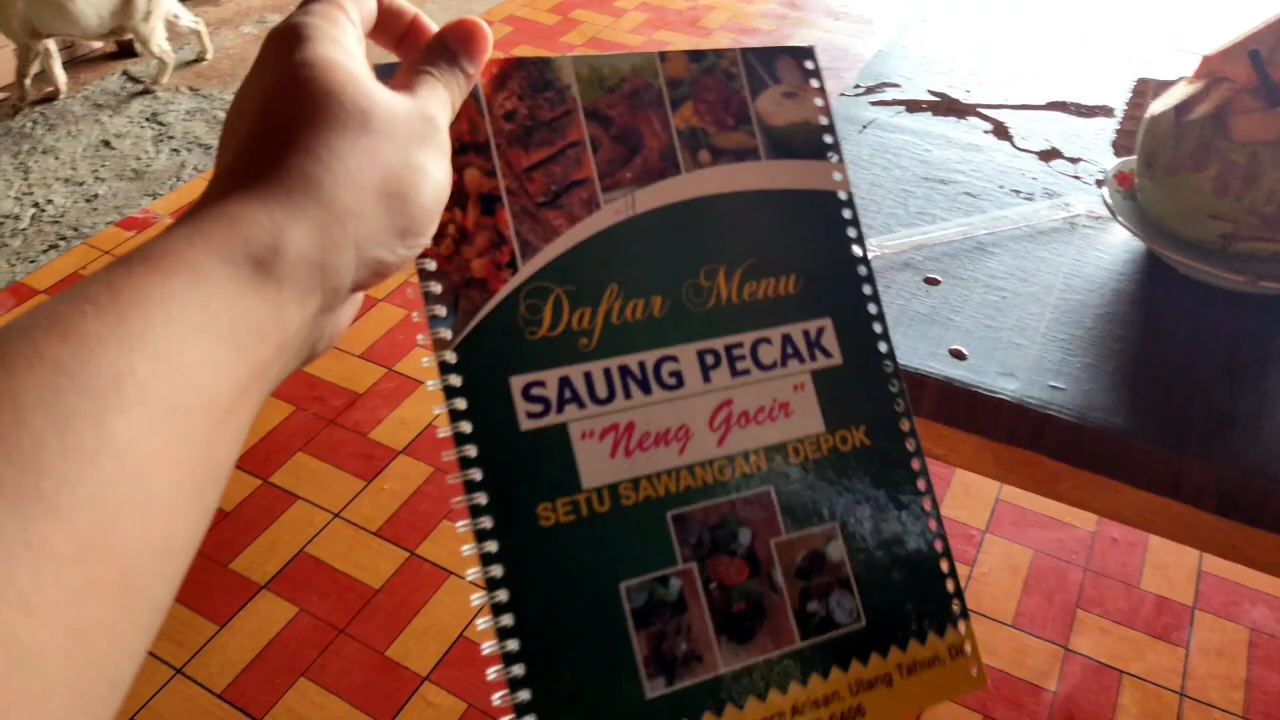 Daftar Menu
SAUNG PECAK
"Neng Gocir"
SETU SAWANGAN - DEPOK
Arisan, Ulang Tahun,